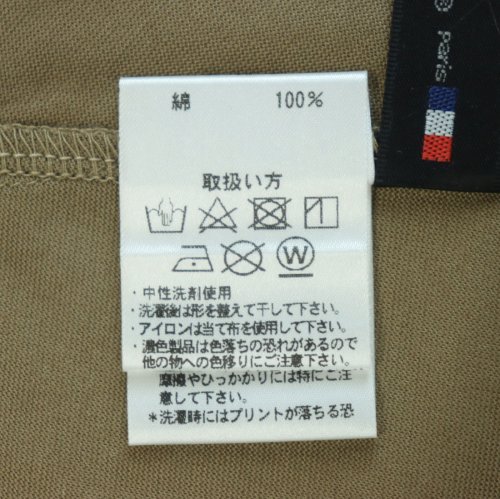 ® Paris
綿 100%
取扱い方
W
・中性洗剤使用
・洗濯後は形を整えて干して下さい。
・アイロンは当て布を使用して下さい。
・濃色製品は色落ちの恐れがあるので
他の物への色移りにご注意下さい。
摩擦やひっかかりには特にご注
意して下さい。
＊洗濯時にはプリントが落ちる恐